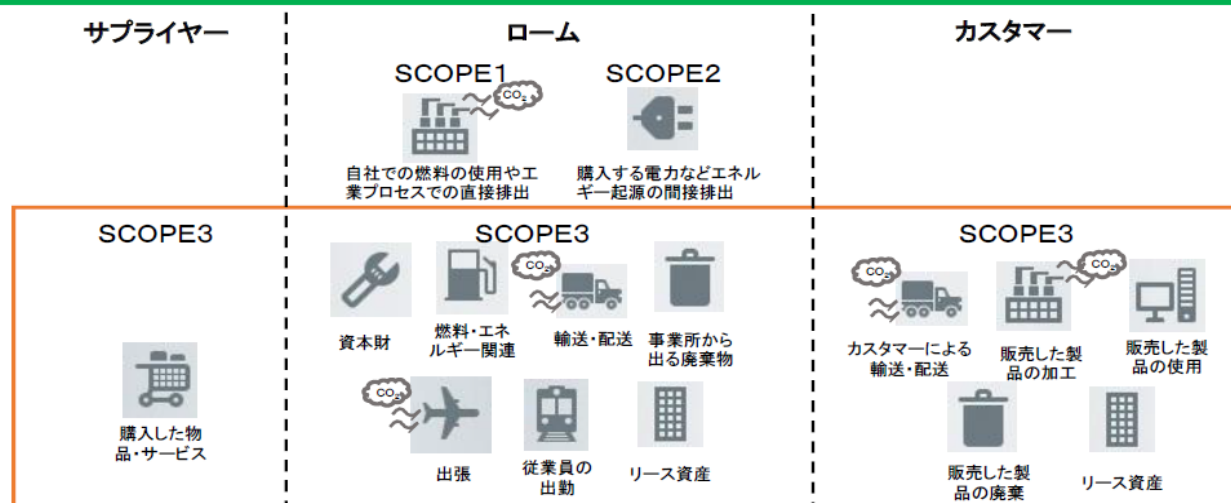 サプライヤー
ローム
カスタマー
SCOPE1
SCOPE2
CO2
自社での燃料の使用や工
業プロセスでの直接排出
購入する電力などエネル
ギー起源の間接排出
SCOPE3
購入した物
品・サービス
SCOPE3
資本財
燃料・エネ
ルギー関連
CO2
輸送・配送
事業所から
出る廃棄物
CO2
出張
従業員の
出勤
リース資産
SCOPE3
CO2
カスタマーによる
輸送・配送
CO2
販売した製
品の加工
販売した製
品の使用
販売した製
品の廃棄
リース資産